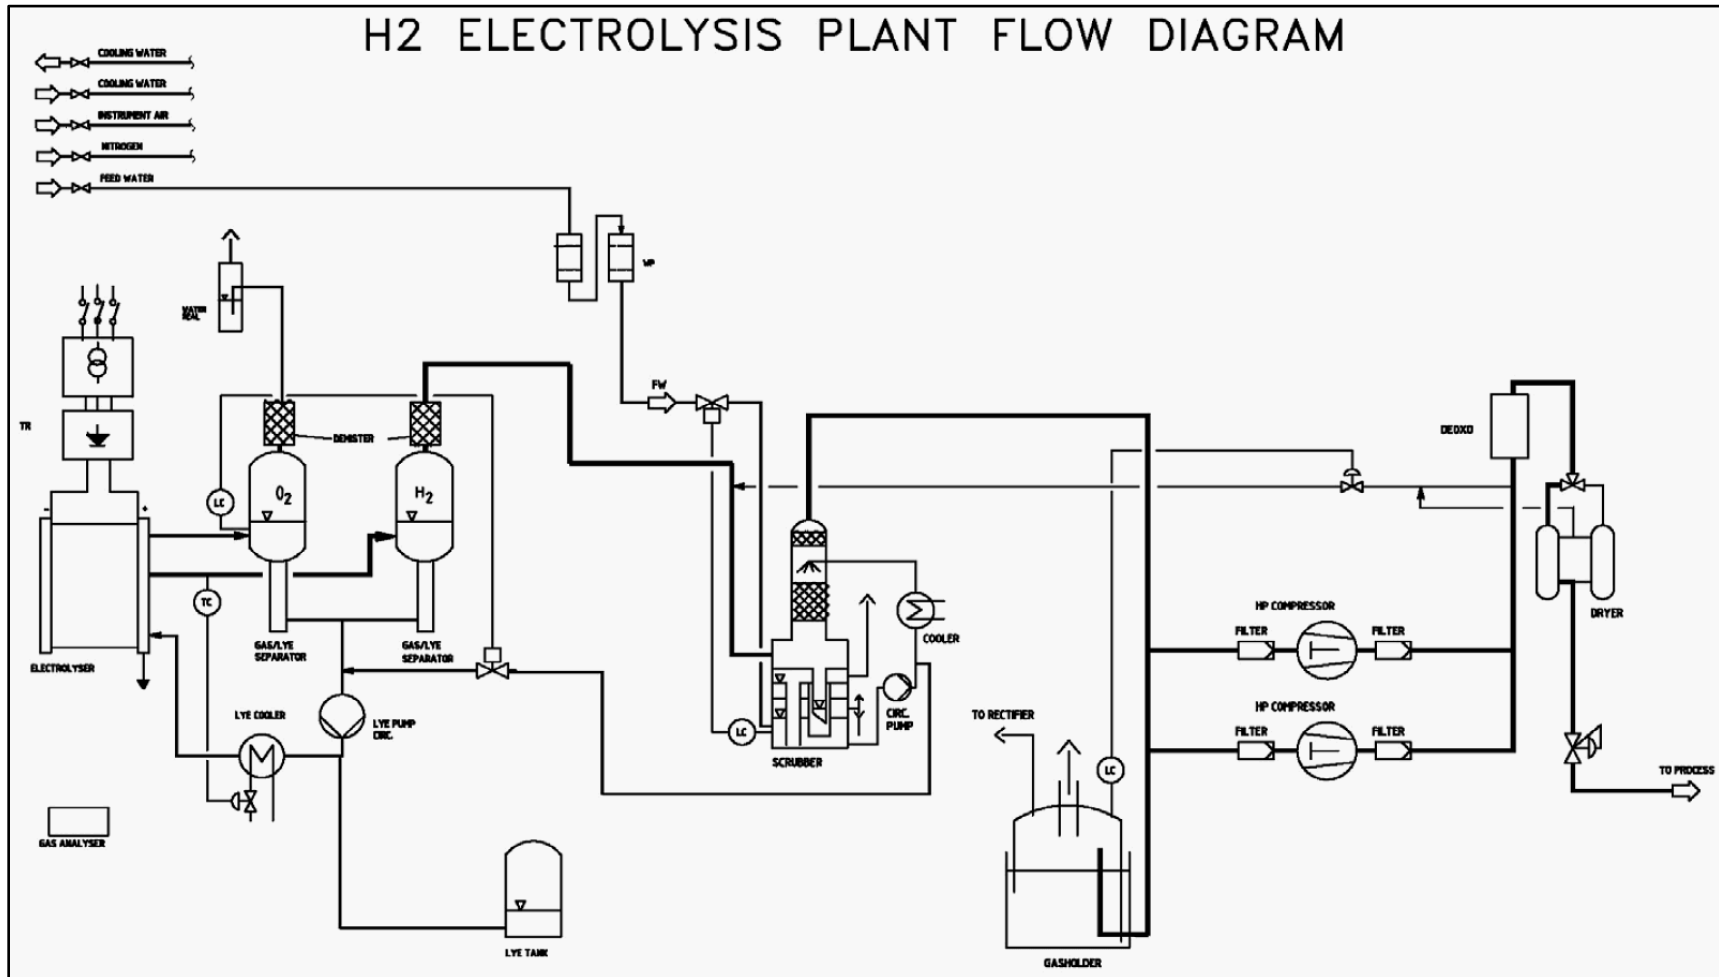 H2 ELECTROLYSIS PLANT FLOW DIAGRAM
COOLING WATER
COOLING WATER
INSTRUMENT AIR
NITROGEN
FEED WATER
WP
WATER
SEAL
FW
TR
DEMISTER
DEOXO
LC
O2
H2
- +
TC
HP COMPRESSOR
DRYER
FILTER
FILTER
COOLER
GAS/LYE
SEPARATOR
GAS/LYE
SEPARATOR
ELECTROLYSER
LYE COOLER
LYE PUMP
CIRC.
CIRC.
PUMP
TO RECTIFIER
HP COMPRESSOR
FILTER
FILTER
LC
SCRUBBER
LC
TO PROCESS
GAS ANALYSER
LYE TANK
GASHOLDER